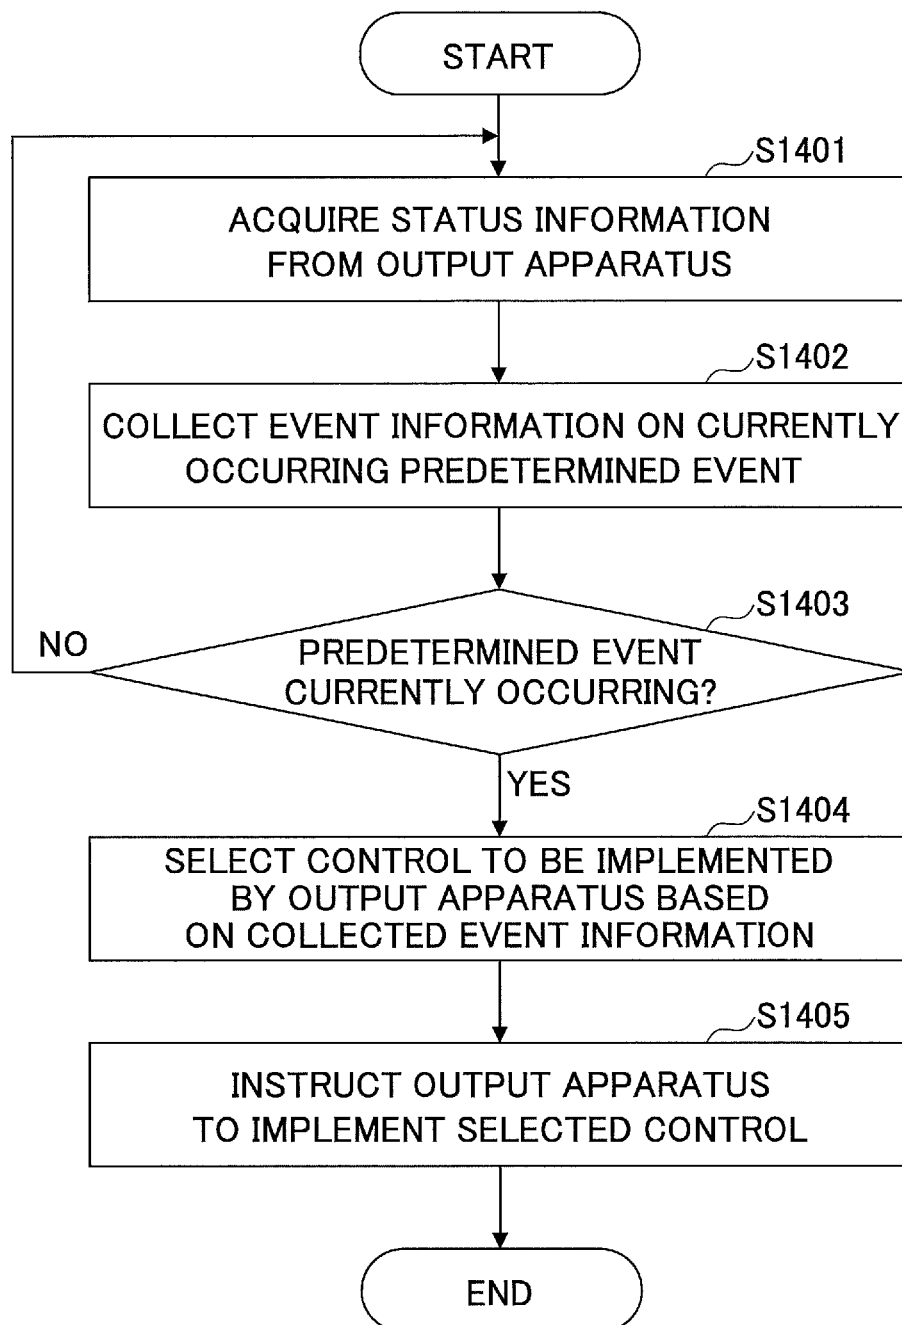 START
S1401
ACQUIRE STATUS INFORMATION
FROM OUTPUT APPARATUS
S1402
COLLECT EVENT INFORMATION ON CURRENTLY
OCCURRING PREDETERMINED EVENT
S1403
NO
PREDETERMINED EVENT
CURRENTLY OCCURRING?
YES
S1404
SELECT CONTROL TO BE IMPLEMENTED
BY OUTPUT APPARATUS BASED
ON COLLECTED EVENT INFORMATION
S1405
INSTRUCT OUTPUT APPARATUS
TO IMPLEMENT SELECTED CONTROL
END